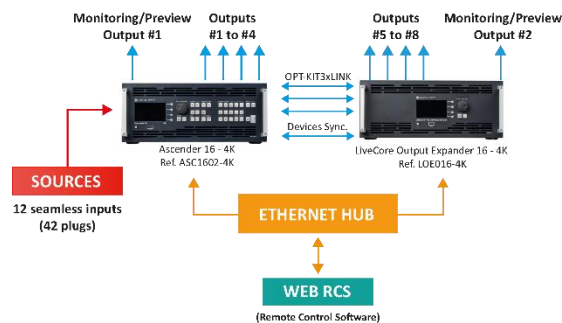 Monitoring/Preview
Output #1
Outputs
#1 to #4
Outputs
#5 to #8
Monitoring/Preview
Output #2
OPT-KIT3xLINK
Devices Sync.
Ascender 16 - 4K
Ref. ASC1602-4K
LiveCore Output Expander 16 - 4K
Ref. LOE016-4K
SOURCES
12 seamless inputs
(42 plugs)
ETHERNET HUB
WEB RCS
(Remote Control Software)